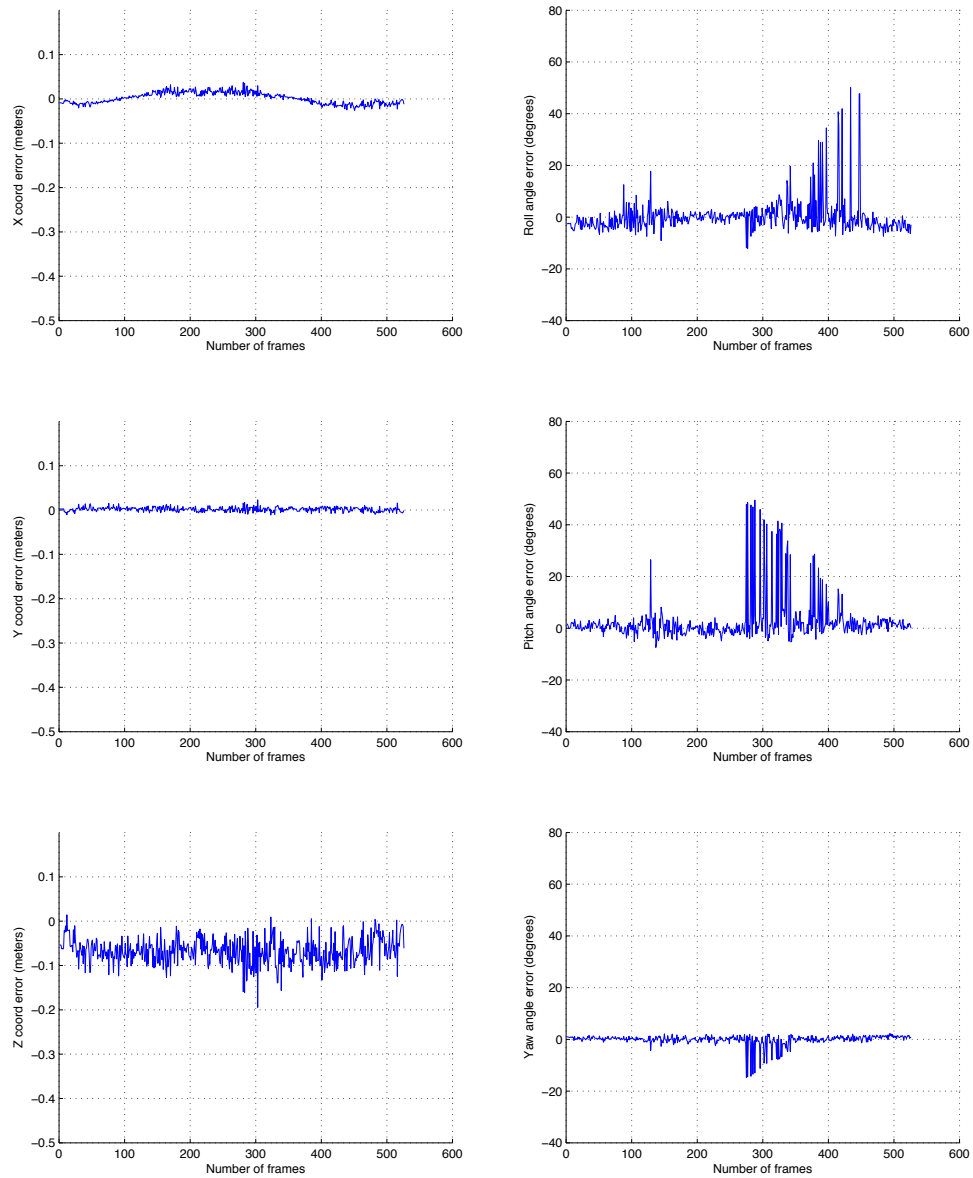 0.1
0
−0.1
−0.2
−0.3
−0.4
−0.5
X coord error (meters)
0 100 200 300 400 500 600
Number of frames
80
60
40
20
0
−20
−40
Roll angle error (degrees)
0 100 200 300 400 500 600
Number of frames
0.1
0
−0.1
−0.2
−0.3
−0.4
−0.5
Y coord error (meters)
0 100 200 300 400 500 600
Number of frames
80
60
40
20
0
−20
−40
Pitch angle error (degrees)
0 100 200 300 400 500 600
Number of frames
0.1
0
−0.1
−0.2
−0.3
−0.4
−0.5
Z coord error (meters)
0 100 200 300 400 500 600
Number of frames
80
60
40
20
0
−20
−40
Yaw angle error (degrees)
0 100 200 300 400 500 600
Number of frames